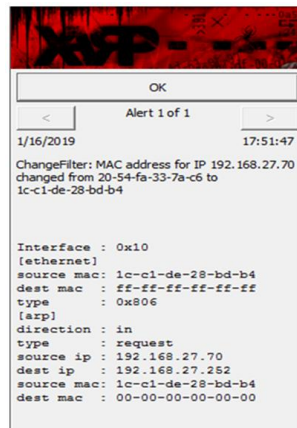 XARP
OK
<
Alert 1 of 1
>
1/16/2019 17:51:47
ChangeFilter: MAC address for IP 192.168.27.70
changed from 20-54-fa-33-7a-c6 to
1c-c1-de-28-bd-b4
Interface : 0x10
[ethernet]
source mac: 1c-c1-de-28-bd-b4
dest mac : ff-ff-ff-ff-ff-ff
type : 0x806
[arp]
direction : in
type : request
source ip : 192.168.27.70
dest ip : 192.168.27.252
source mac: 1c-c1-de-28-bd-b4
dest mac : 00-00-00-00-00-00